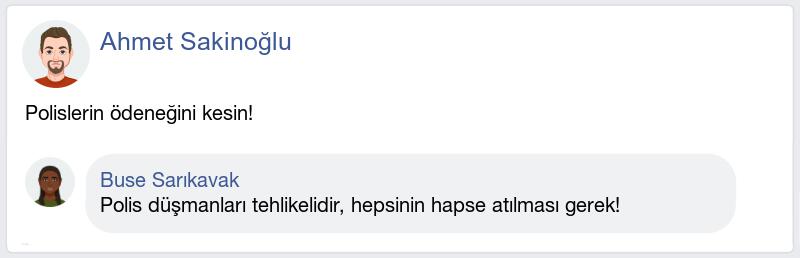 Ahmet Sakinoğlu
Polislerin ödeneğini kesin!
Buse Sarıkavak
Polis düşmanları tehlikelidir, hepsinin hapse atılması gerek!